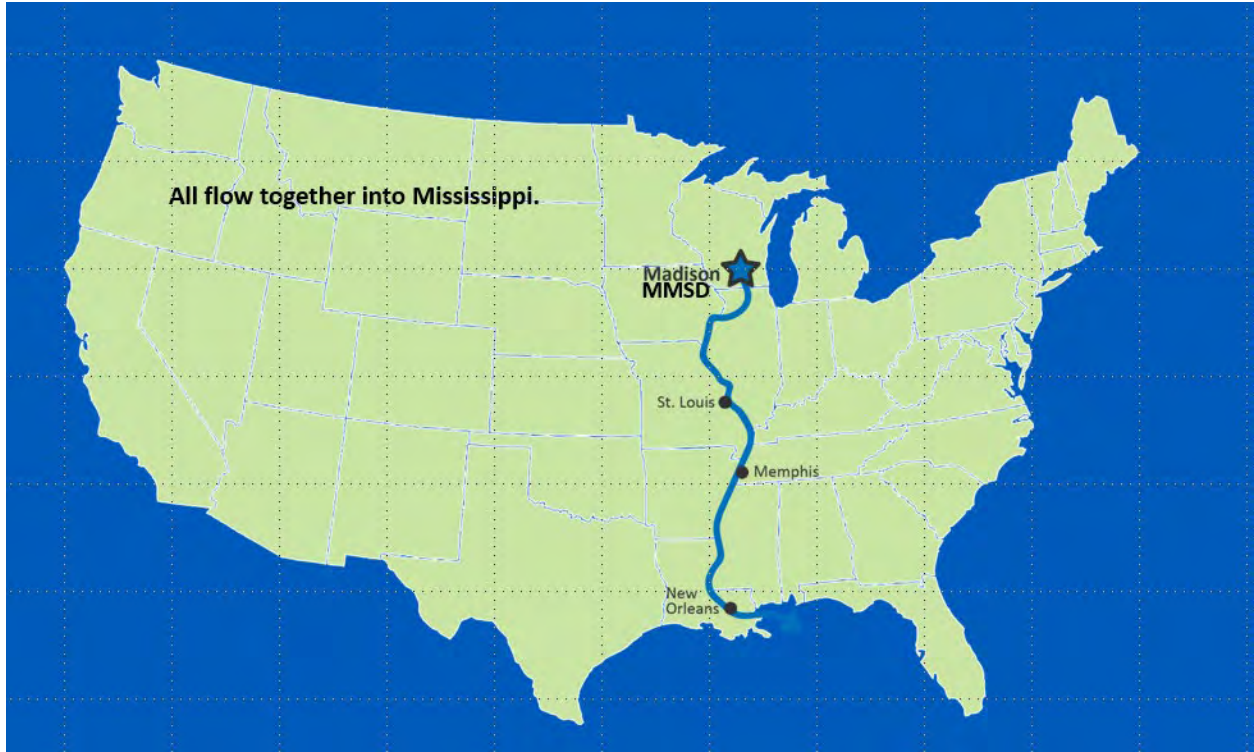 All flow together into Mississippi.
Madison
MMSD
St. Louis
Memphis
New
Orleans